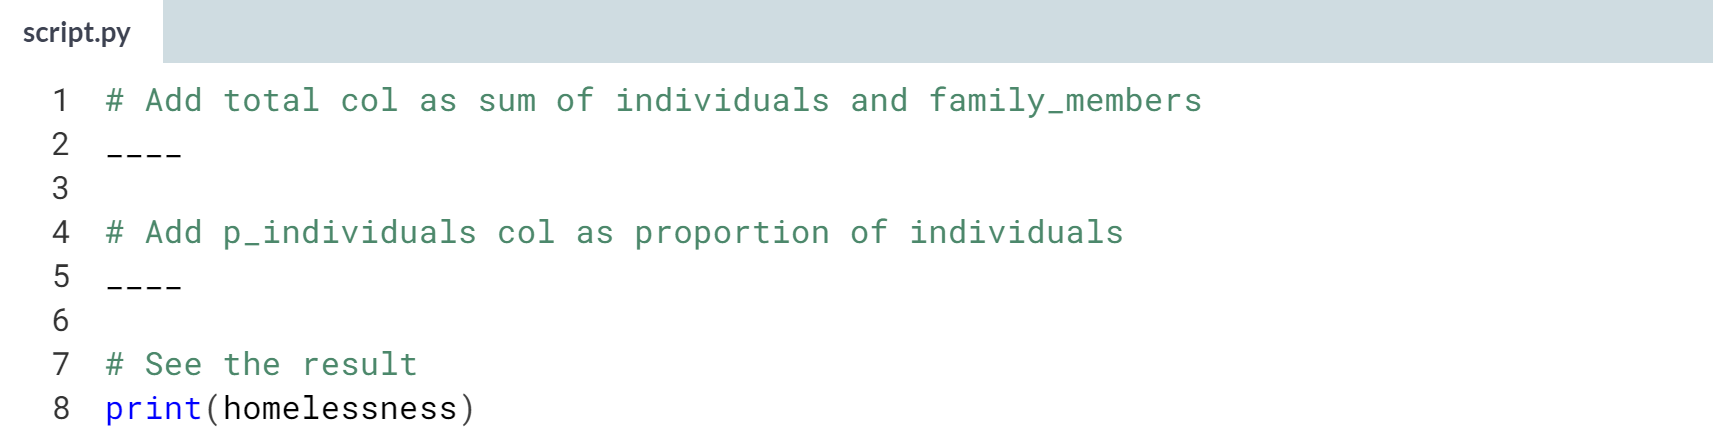 script.py
1 # Add total col as sum of individuals and family_members
2 ____
3
4 # Add p_individuals col as proportion of individuals
5 ____
6
7 # See the result
8 print(homelessness)